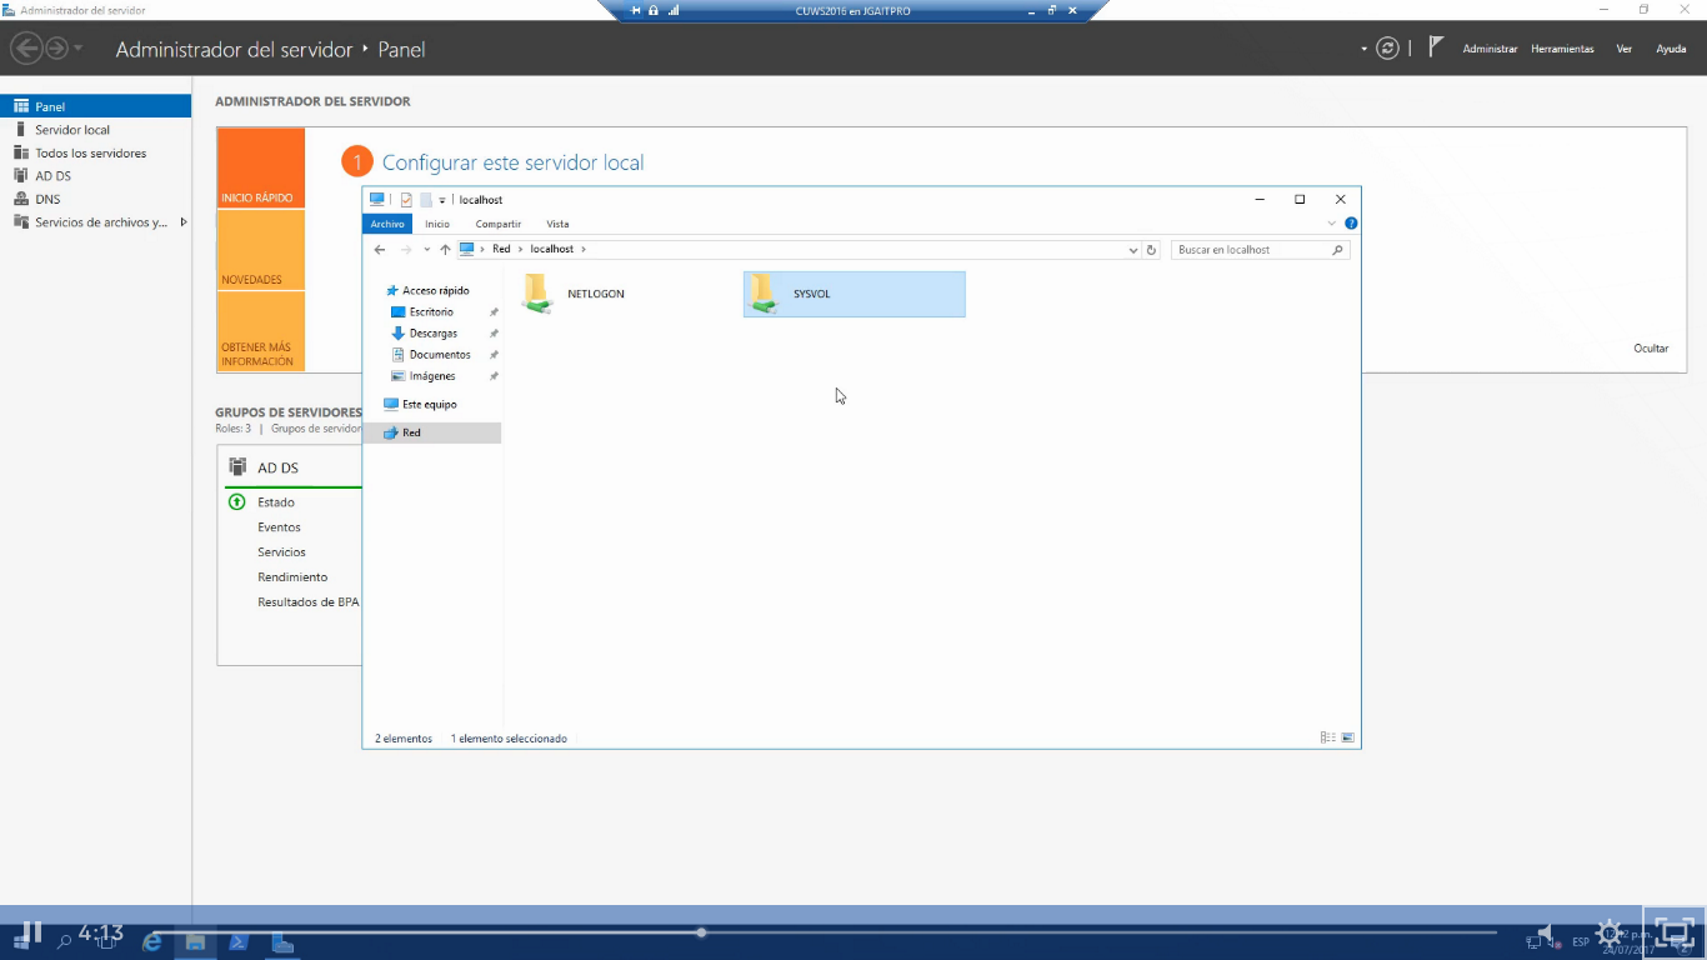 Administrador del servidor
CUWS2016 en JGAITPRO
Administrador del servidor ‣ Panel
Administrar Herramientas Ver Ayuda
Panel
Servidor local
Todos los servidores
AD DS
DNS
Servicios de archivos y...
ADMINISTRADOR DEL SERVIDOR
INICIO RÁPIDO
NOVEDADES
OBTENER MÁS
INFORMACIÓN
1 Configurar este servidor local
Ocultar
GRUPOS DE SERVIDORES
Roles: 3 | Grupos de servidor
AD DS
Estado
Eventos
Servicios
Rendimiento
Resultados de BPA
localhost
Archivo Inicio Compartir Vista
Red › localhost ›
Buscar en localhost
Acceso rápido
Escritorio
Descargas
Documentos
Imágenes
Este equipo
Red
NETLOGON
SYSVOL
2 elementos 1 elemento seleccionado
4:13
ESP
p.m.
24/07/2017